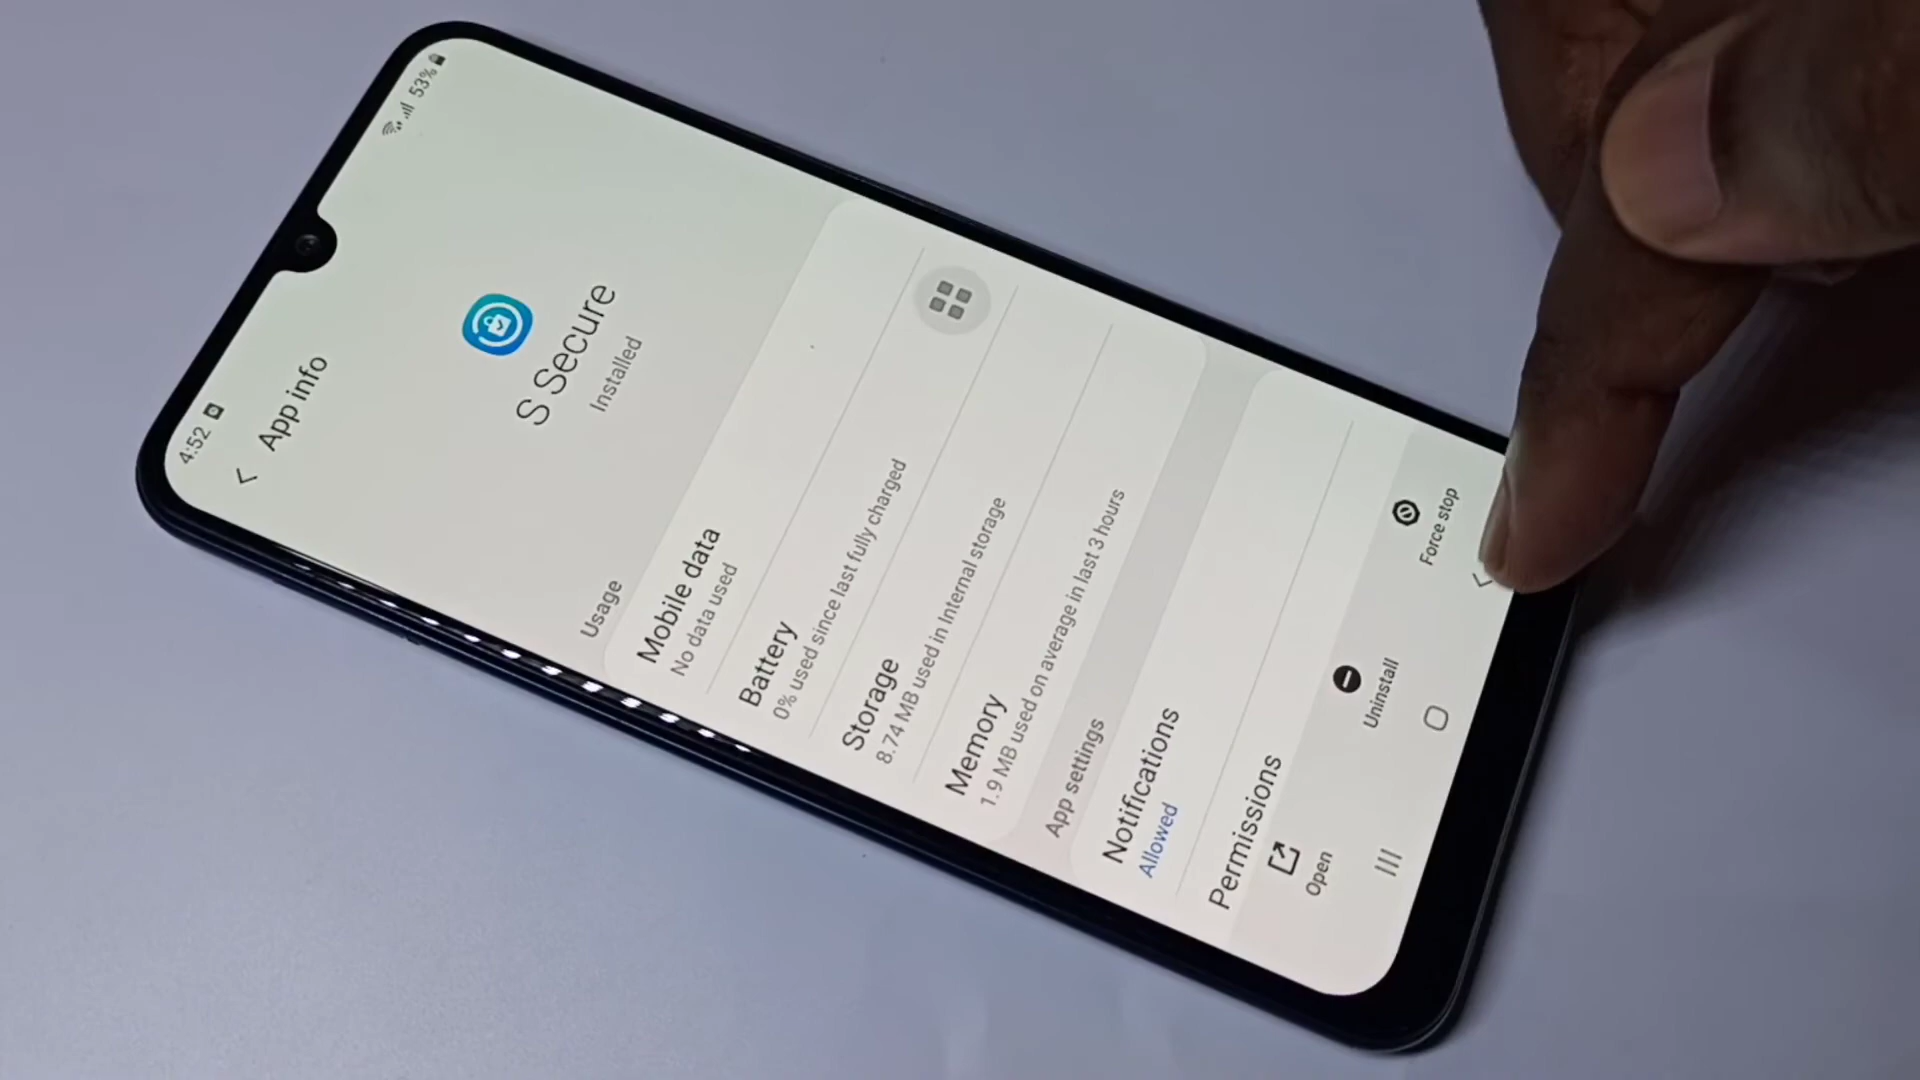 4:52
53%
App info
S Secure
Installed
Usage
Mobile data
No data used
Battery
0% used since last fully charged
Storage
8.74 MB used in Internal storage
Memory
1.9 MB used on average in last 3 hours
App settings
Notifications
Allowed
Permissions
Open
Uninstall
Force stop